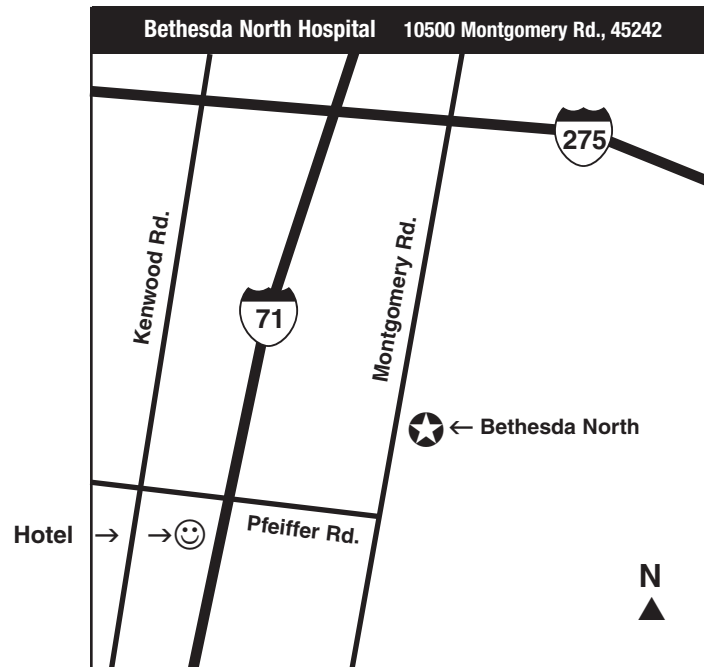 Bethesda North Hospital 10500 Montgomery Rd., 45242
275
Kenwood Rd.
Montgomery Rd.
71
← Bethesda North
Pfeiffer Rd.
Hotel → →
N